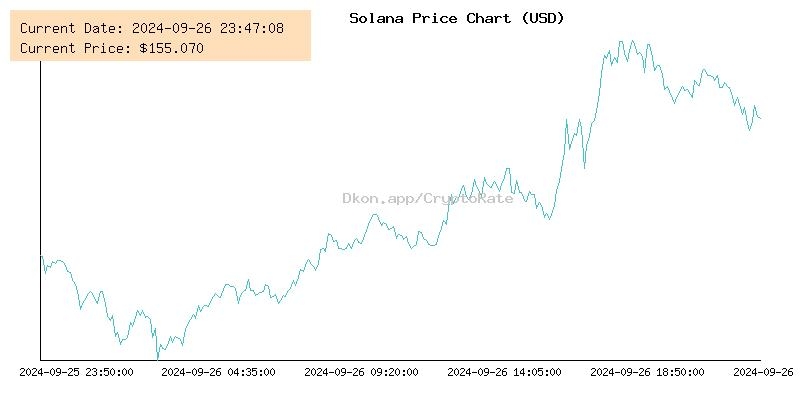 Solana Price Chart (USD)
Current Date: 2024-09-26 23:47:08
Current Price: $155.070
Dkon.app/CryptoRate
2024-09-25 23:50:00
2024-09-26 04:35:00
2024-09-26 09:20:00
2024-09-26 14:05:00
2024-09-26 18:50:00
2024-09-26